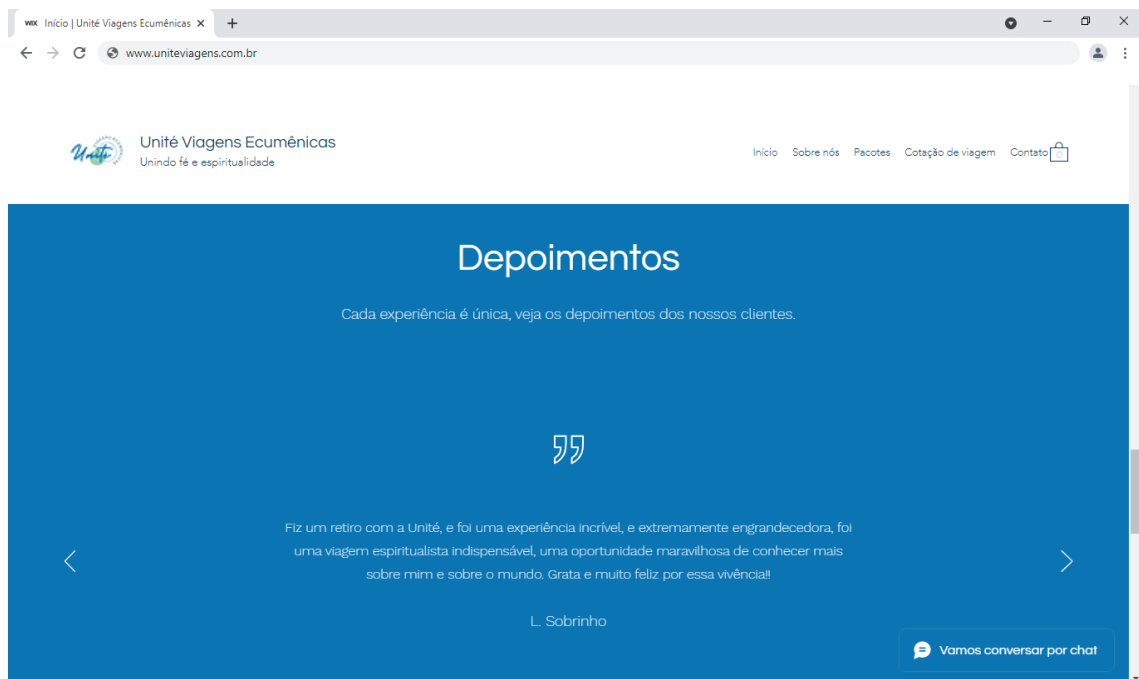 WIX Início | Unité Viagens Ecumênicas
www.uniteviagens.com.br
Unité
Unité Viagens Ecumênicas
Unindo fé e espiritualidade
Início Sobre nós Pacotes Cotação de viagem Contato 0
Depoimentos
Cada experiência é única, veja os depoimentos dos nossos clientes.
Fiz um retiro com a Unité, e foi uma experiência incrível, e extremamente engrandecedora, foi
uma viagem espiritualista indispensável, uma oportunidade maravilhosa de conhecer mais
sobre mim e sobre o mundo. Grata e muito feliz por essa vivência!!
L. Sobrinho
Vamos conversar por chat